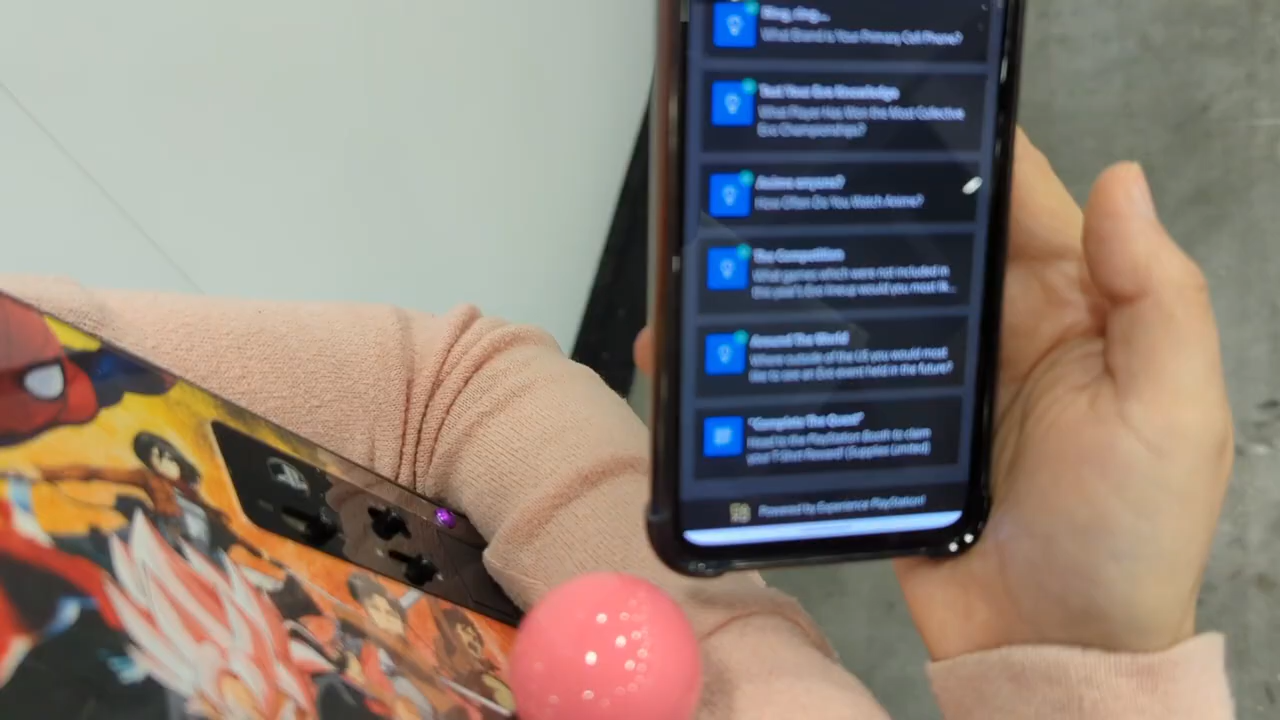 Ring, ring...
What Brand is Your Primary Cell Phone?
Test Your Evo Knowledge
What Player Has Won the Most Collective
Evo Championships?
Anime anyone?
How Often Do You Watch Anime?
The Competition
What games which were not included in
this year's Evo lineup would you most lik...
Around The World
Where outside of the US you would most
like to see an Evo event held in the future?
"Complete The Quest"
Head to the PlayStation Booth to claim
your T-Shirt Reward! (Supplies Limited)
Powered by Experience PlayStation!